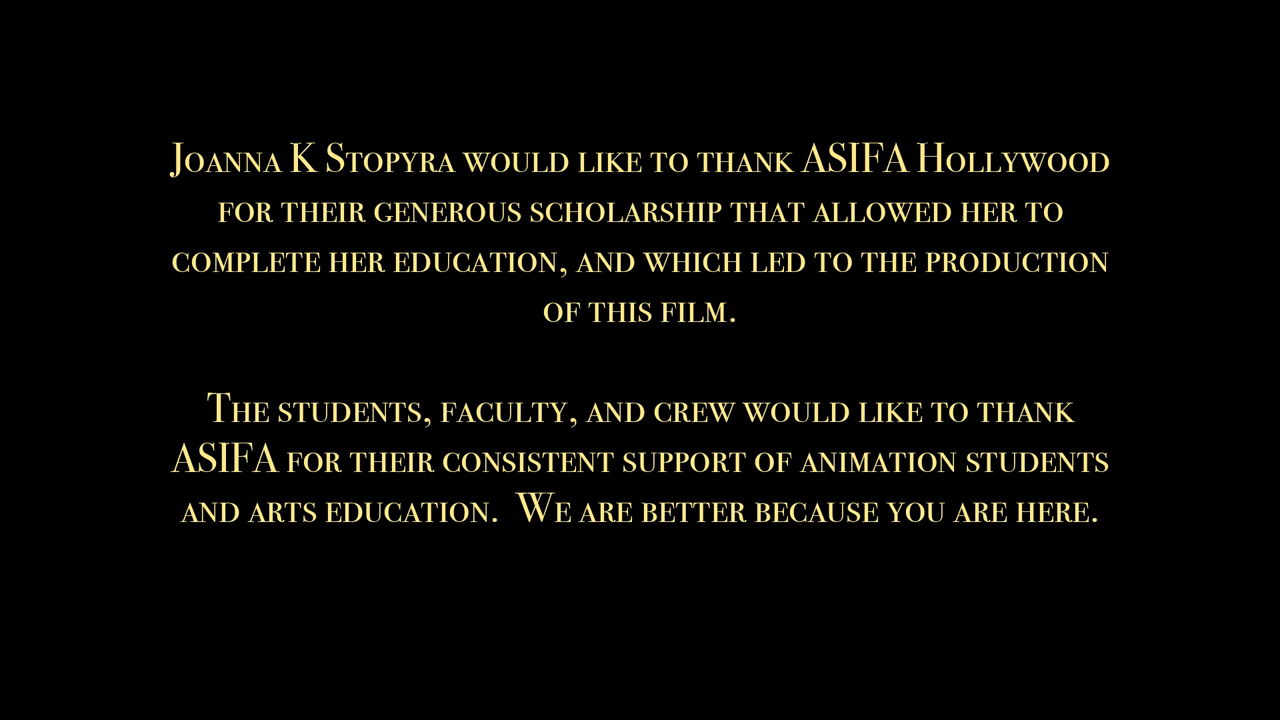 Joanna K Stopyra would like to thank ASIFA Hollywood
for their generous scholarship that allowed her to
complete her education, and which led to the production
of this film.
The students, faculty, and crew would like to thank
ASIFA for their consistent support of animation students
and arts education.  We are better because you are here.